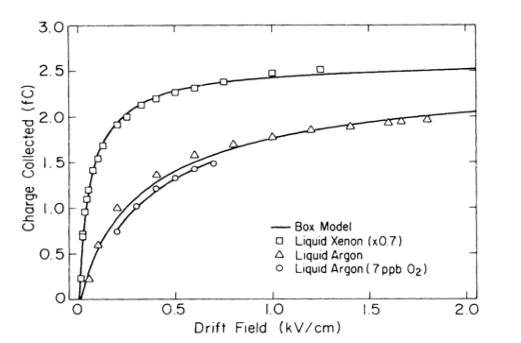 3.0
2.5
2.0
1.5
1.0
0.5
0
Charge Collected (fC)
— Box Model
□ Liquid Xenon (x0.7)
△ Liquid Argon
○ Liquid Argon (7ppb O₂)
0 0.5 1.0 1.5 2.0
Drift Field (kV/cm)